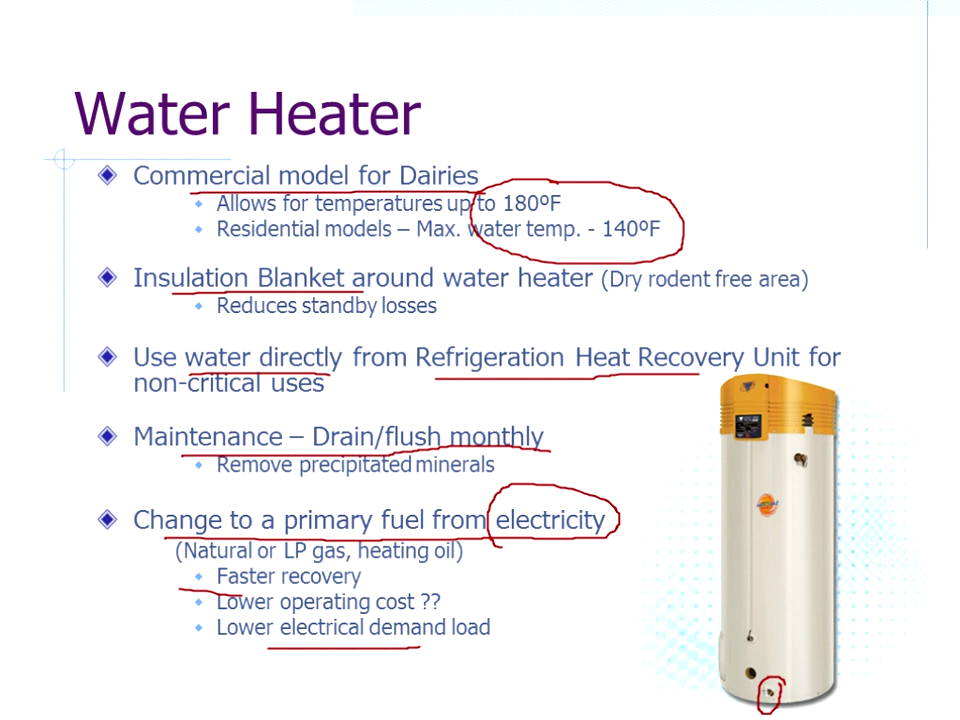 Water Heater
Commercial model for Dairies
Allows for temperatures up to 180ºF
Residential models – Max. water temp. - 140ºF
Insulation Blanket around water heater (Dry rodent free area)
Reduces standby losses
Use water directly from Refrigeration Heat Recovery Unit for
non-critical uses
Maintenance – Drain/flush monthly
Remove precipitated minerals
Change to a primary fuel from electricity
(Natural or LP gas, heating oil)
Faster recovery
Lower operating cost ??
Lower electrical demand load